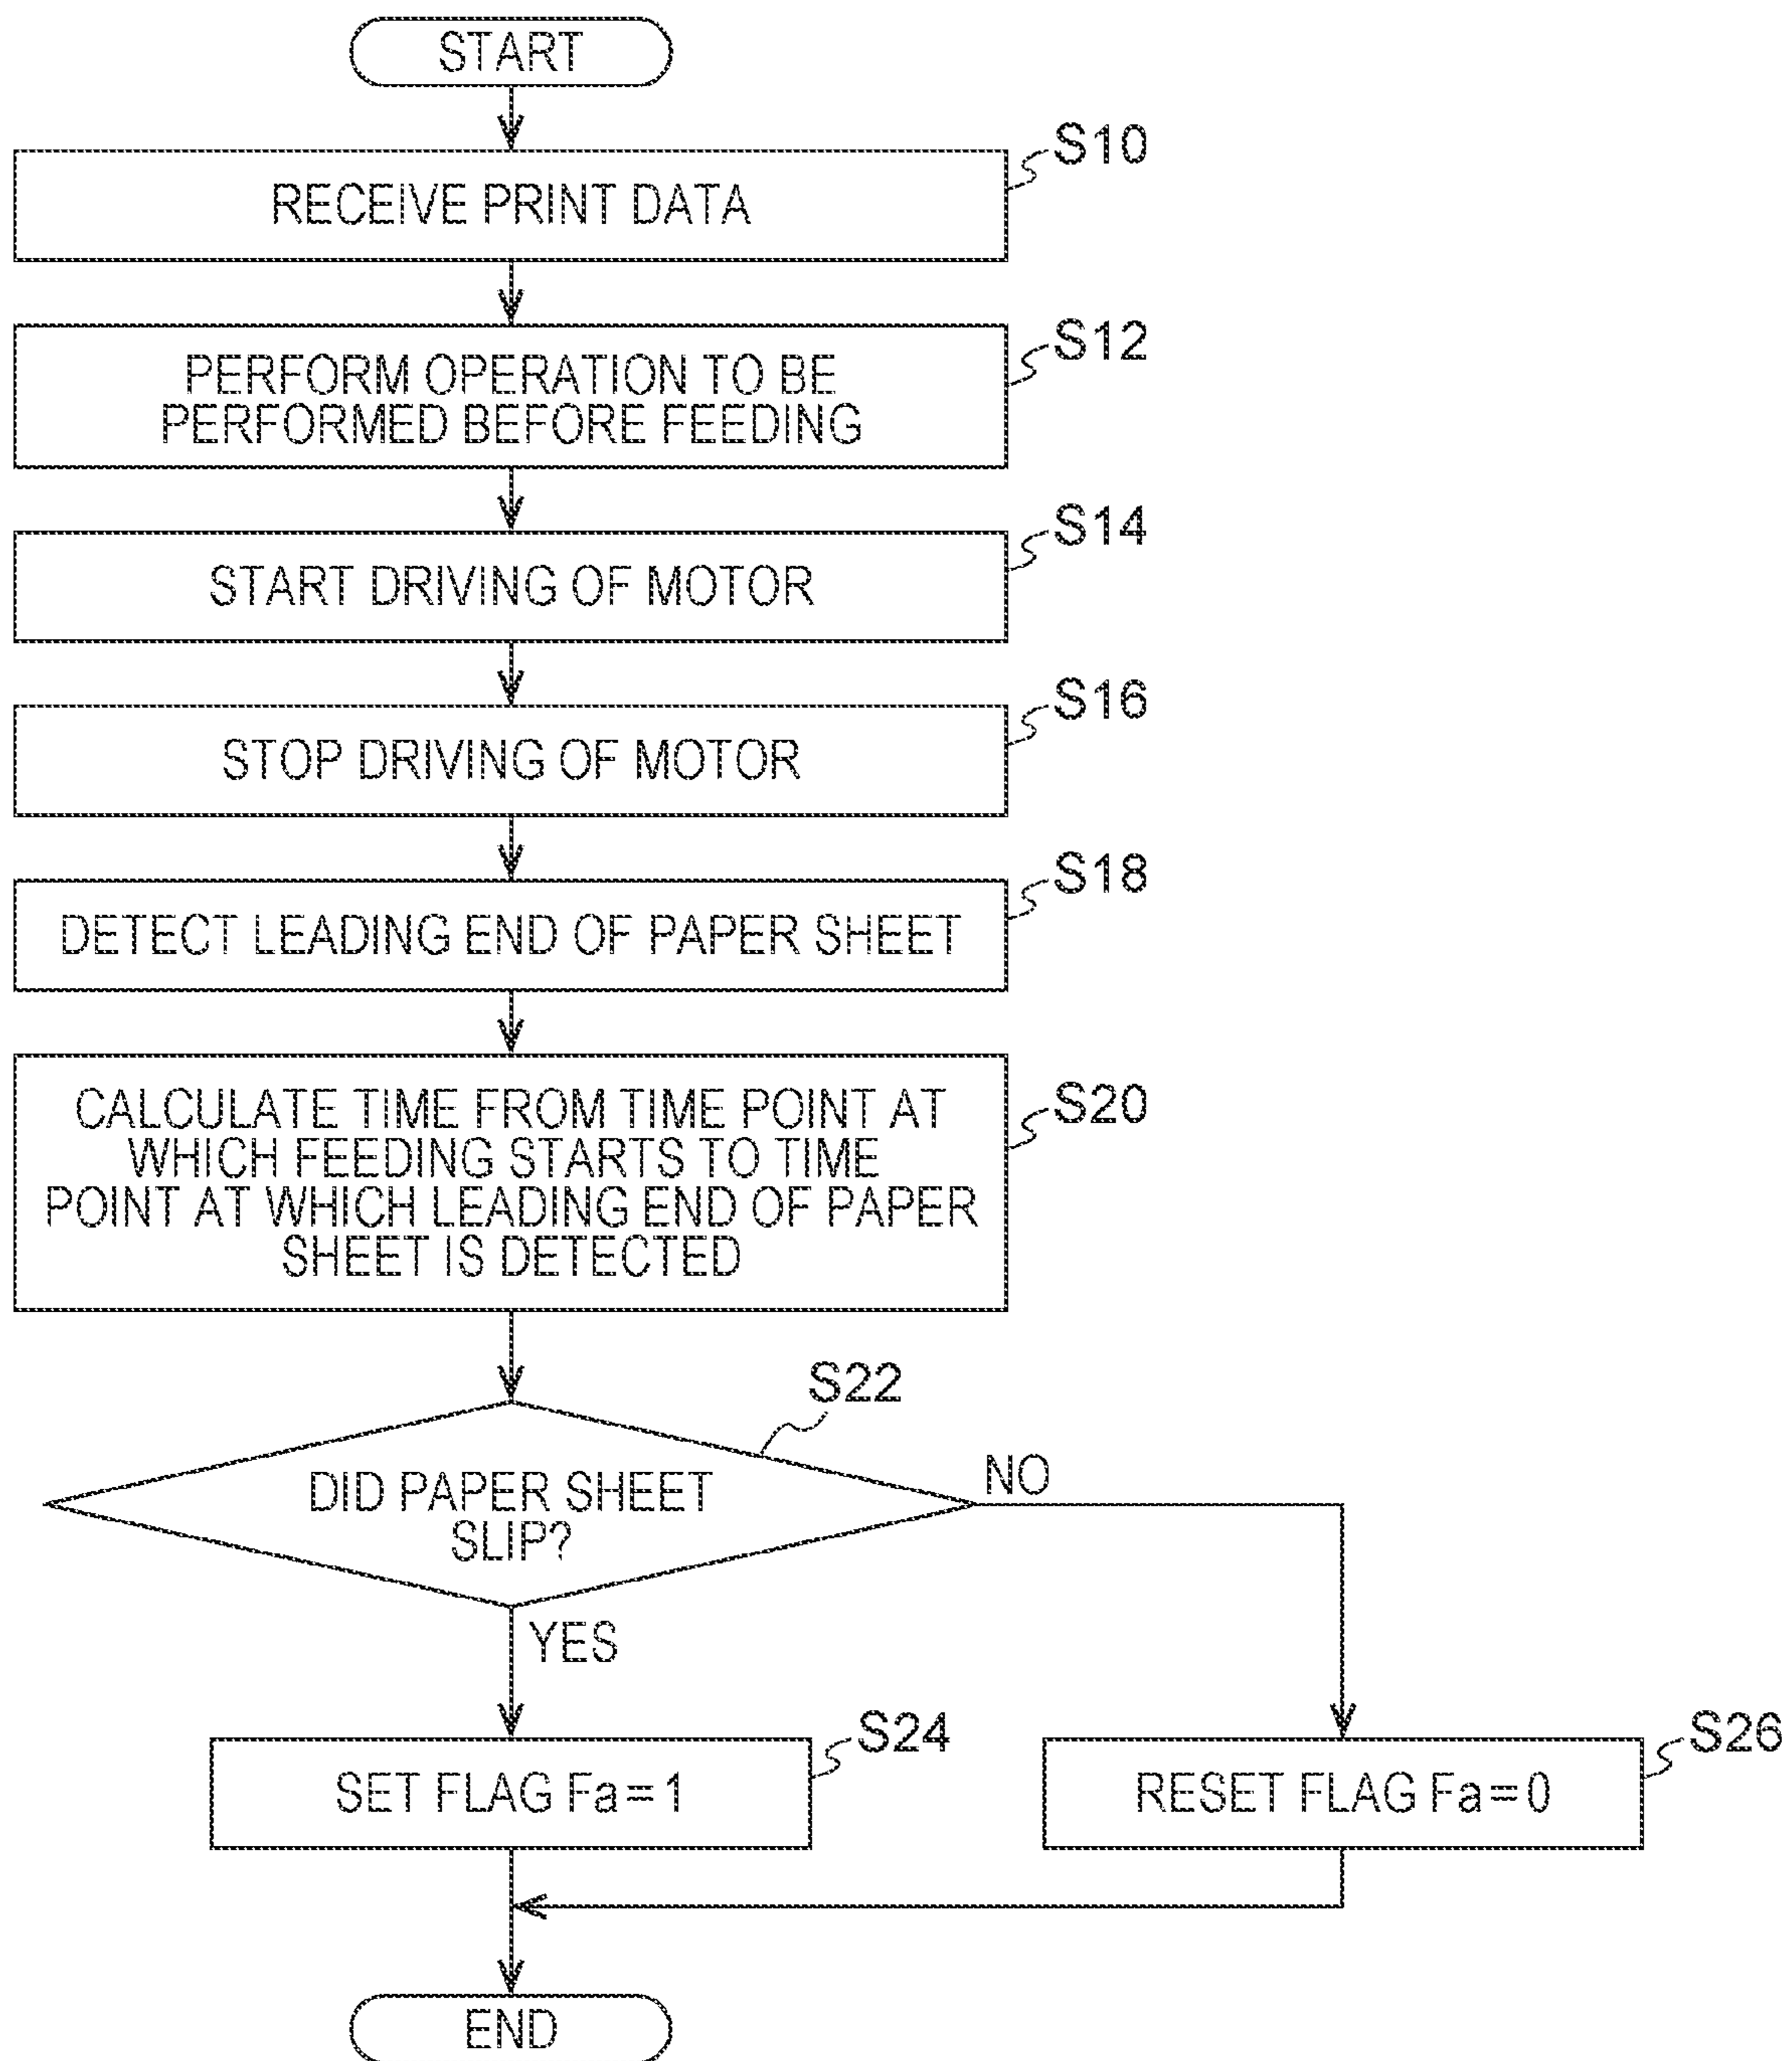 START
S10
RECEIVE PRINT DATA
S12
PERFORM OPERATION TO BE
PERFORMED BEFORE FEEDING
S14
START DRIVING OF MOTOR
S16
STOP DRIVING OF MOTOR
S18
DETECT LEADING END OF PAPER SHEET
S20
CALCULATE TIME FROM TIME POINT AT
WHICH FEEDING STARTS TO TIME
POINT AT WHICH LEADING END OF PAPER
SHEET IS DETECTED
S22
DID PAPER SHEET
SLIP?
NO
YES
S24
SET FLAG Fa=1
S26
RESET FLAG Fa=0
END